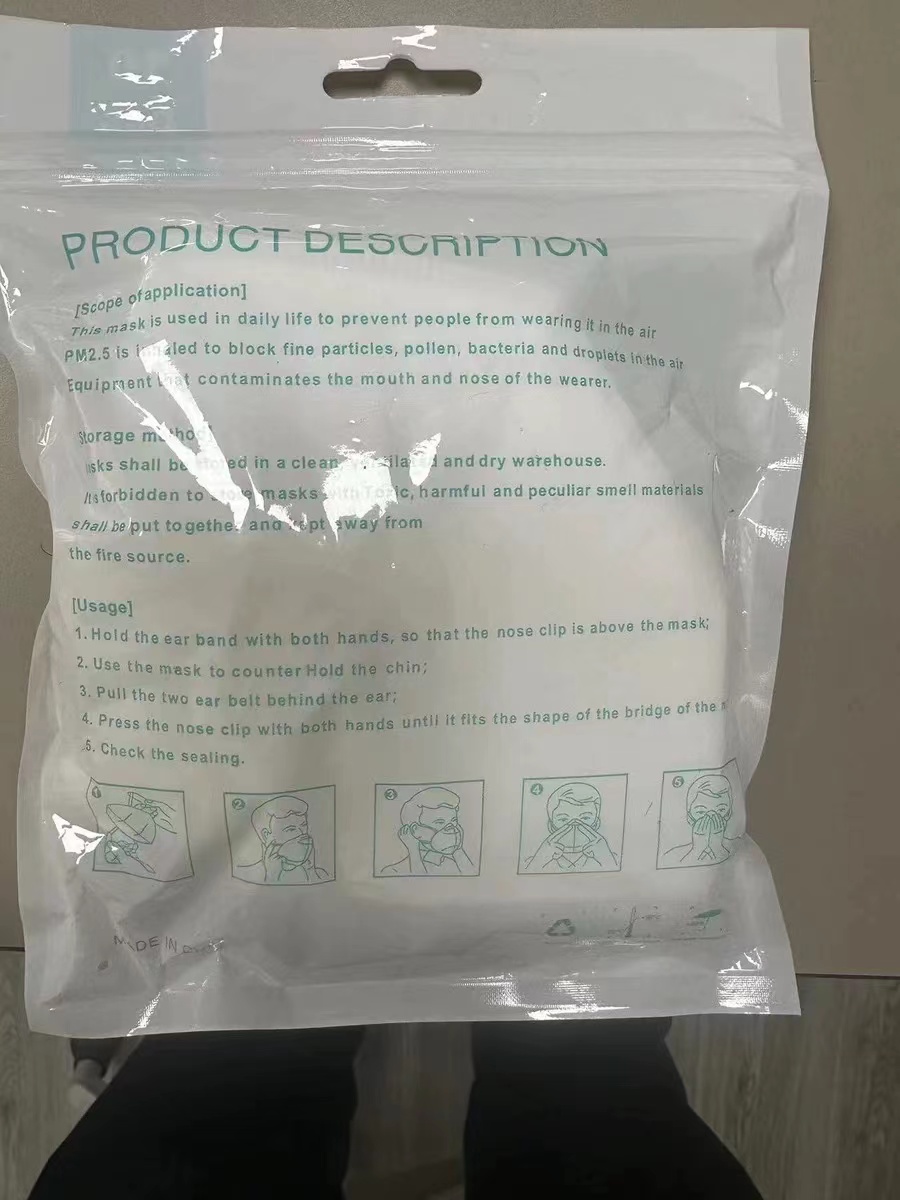 PRODUCT DESCRIPTION
[Scope of application]
This mask is used in daily life to prevent people from wearing it in the air
PM2.5 is inhaled to block fine particles, pollen, bacteria and droplets in the air
Equipment that contaminates the mouth and nose of the wearer.
Storage method
shall be stored in a clean, ventilated and dry warehouse.
forbidden to store masks with Toxic, harmful and peculiar smell materials
shall be put together and kept away from
the fire source.
[Usage]
1. Hold the ear band with both hands, so that the nose clip is above the mask;
2. Use the mask to counter Hold the chin;
3. Pull the two ear belt behind the ear;
4. Press the nose clip with both hands until it fits the shape of the bridge of the
5. Check the sealing.
1 2 3 4 5
MADE IN